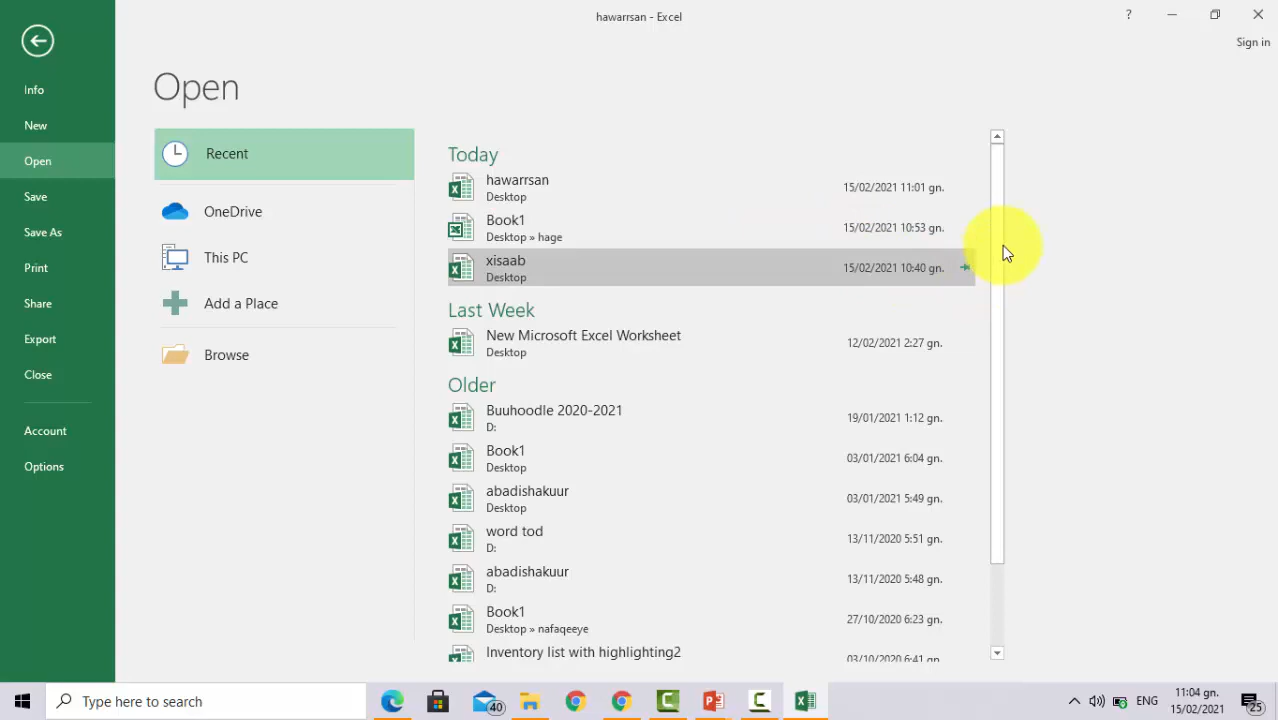 hawarrsan - Excel
?
Sign in
Info
New
Open
Save
Save As
Print
Share
Export
Close
Account
Options
Open
Recent
OneDrive
This PC
Add a Place
Browse
Today
hawarrsan
Desktop
15/02/2021 11:01 gn.
Book1
Desktop » hage
15/02/2021 10:53 gn.
xisaab
Desktop
15/02/2021 10:40 gn.
Last Week
New Microsoft Excel Worksheet
Desktop
12/02/2021 2:27 gn.
Older
Buuhoodle 2020-2021
D:
19/01/2021 1:12 gn.
Book1
Desktop
03/01/2021 6:04 gn.
abadishakuur
Desktop
03/01/2021 5:49 gn.
word tod
D:
13/11/2020 5:51 gn.
abadishakuur
D:
13/11/2020 5:48 gn.
Book1
Desktop » nafaqeeye
27/10/2020 6:23 gn.
Inventory list with highlighting2
03/10/2020 6:41 gn.
Type here to search
40
ENG
11:04 gn.
15/02/2021
25